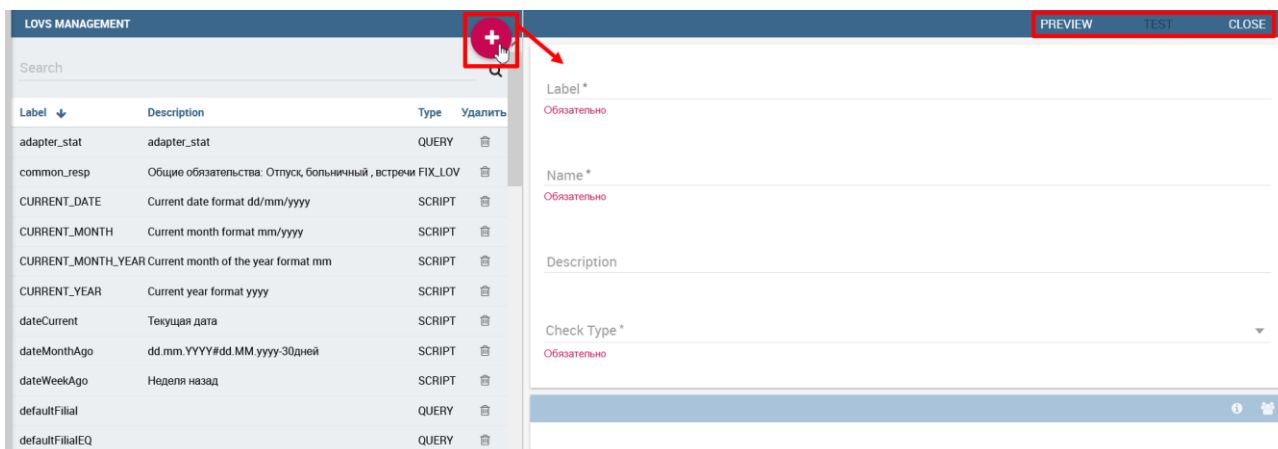 LOVS MANAGEMENT
PREVIEW TEST CLOSE
Search
Label Description Type Удалить
adapter_stat adapter_stat QUERY
common_resp Общие обязательства: Отпуск, больничный , встречи FIX_LOV
CURRENT_DATE Current date format dd/mm/yyyy SCRIPT
CURRENT_MONTH Current month format mm/yyyy SCRIPT
CURRENT_MONTH_YEAR Current month of the year format mm SCRIPT
CURRENT_YEAR Current year format yyyy SCRIPT
dateCurrent Текущая дата SCRIPT
dateMonthAgo dd.mm.YYYY#dd.MM.yyyy-30дней SCRIPT
dateWeekAgo Неделя назад SCRIPT
defaultFilial QUERY
defaultFilialEQ QUERY
Label *
Обязательно
Name *
Обязательно
Description
Check Type *
Обязательно